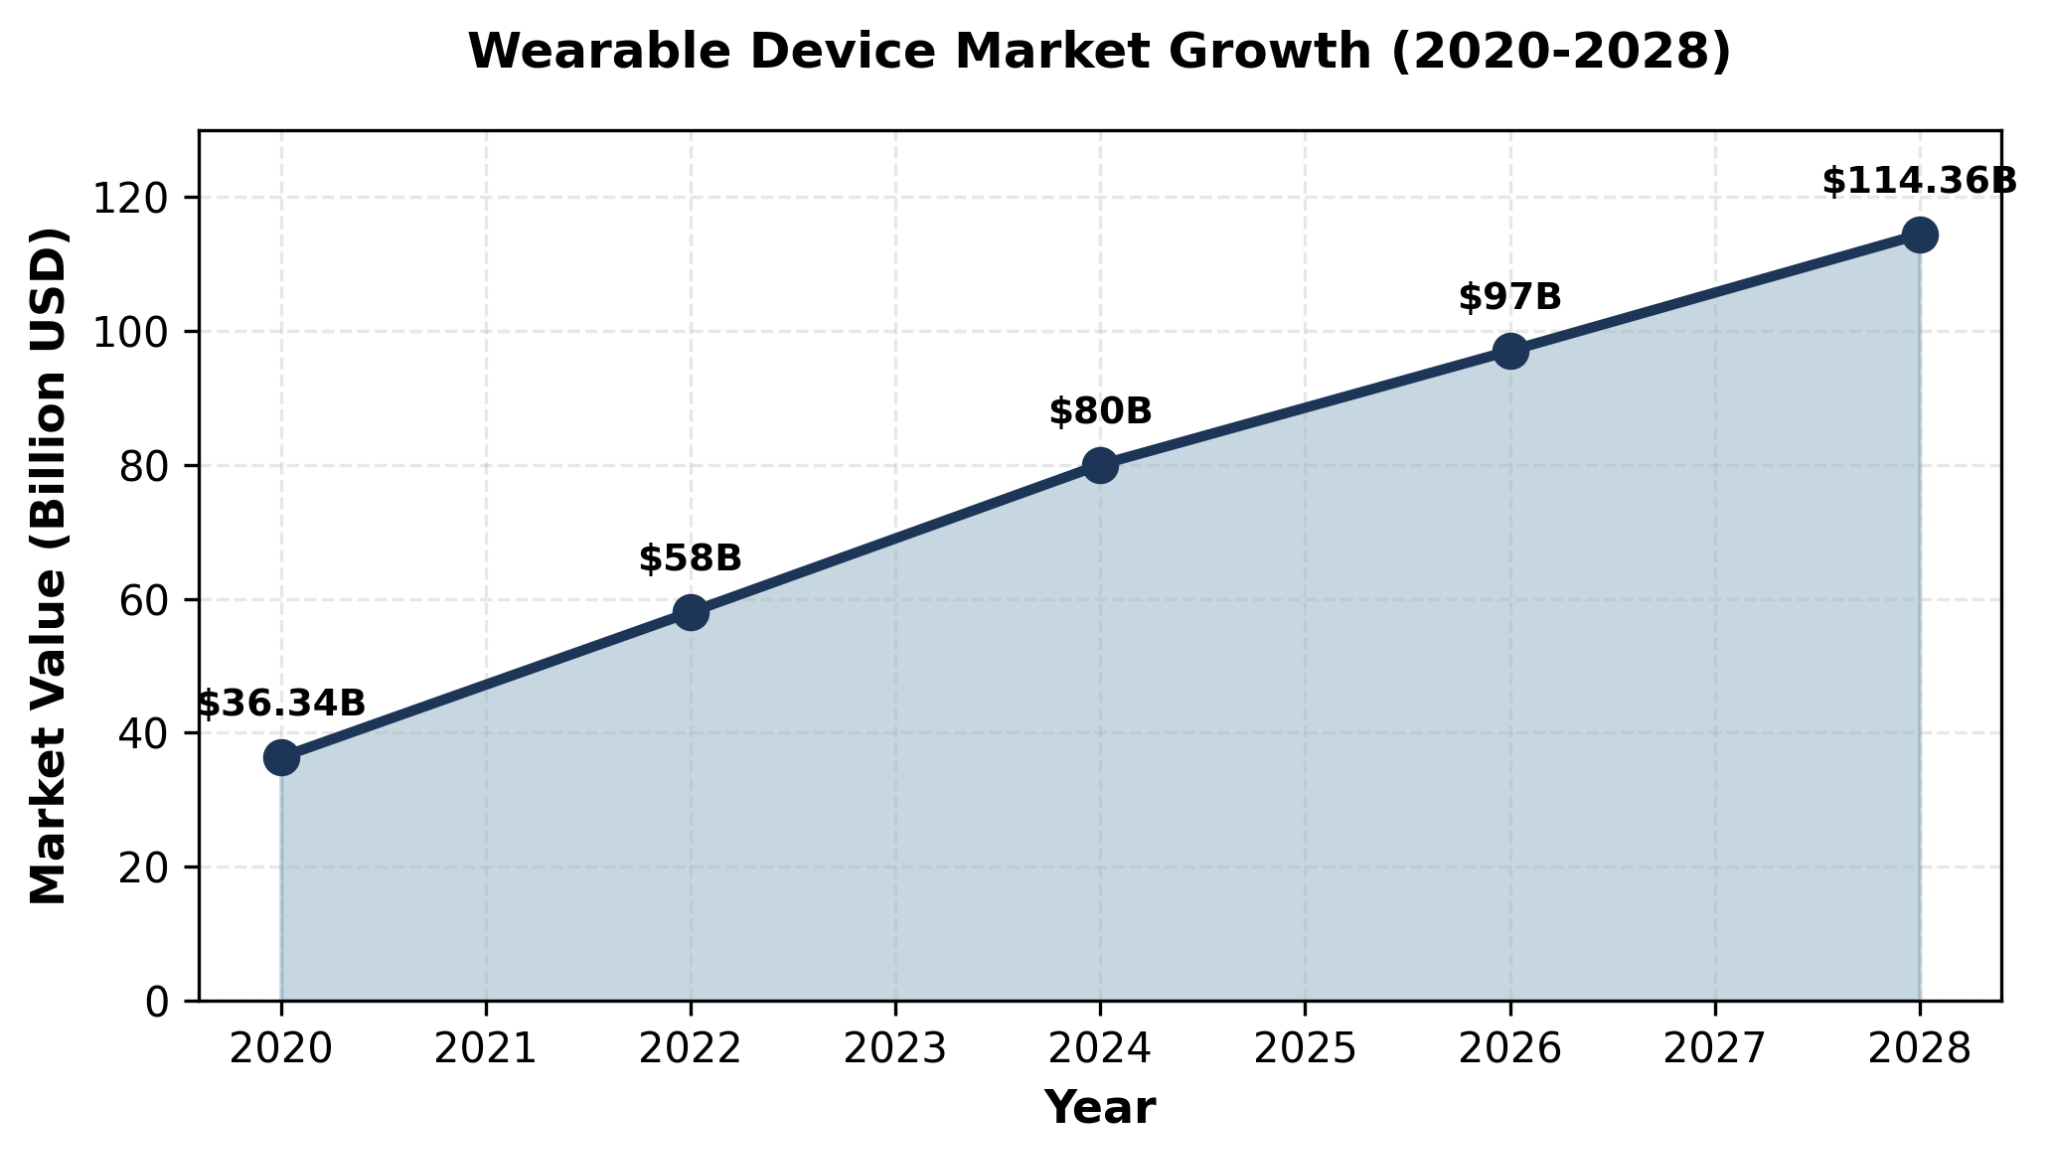 Wearable Device Market Growth (2020-2028)
Market Value (Billion USD)
120
100
80
60
40
20
0
$36.34B
$58B
$80B
$97B
$114.36B
2020 2021 2022 2023 2024 2025 2026 2027 2028
Year